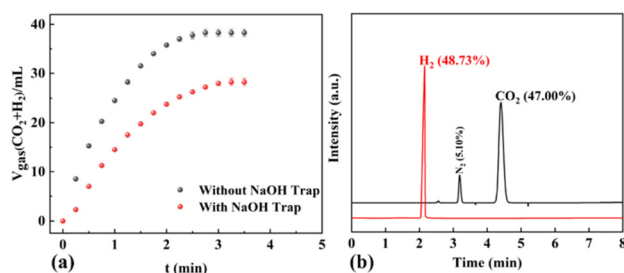 V_gas(CO₂+H₂)/mL
40
30
20
10
0
Without NaOH Trap
With NaOH Trap
0 1 2 3 4 5
(a)
t (min)
Intensity (a.u.)
H₂ (48.73%)
N₂ (5.10%)
CO₂ (47.00%)
0 1 2 3 4 5 6 7 8
(b)
Time (min)